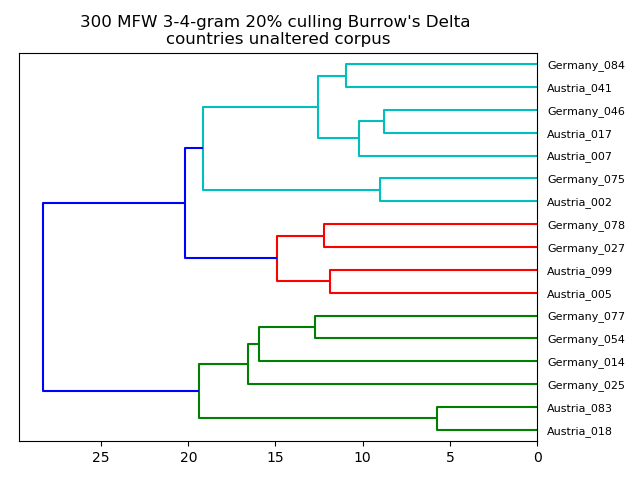 300 MFW 3-4-gram 20% culling Burrow's Delta
countries unaltered corpus
Germany_084
Austria_041
Germany_046
Austria_017
Austria_007
Germany_075
Austria_002
Germany_078
Germany_027
Austria_099
Austria_005
Germany_077
Germany_054
Germany_014
Germany_025
Austria_083
Austria_018
25 20 15 10 5 0